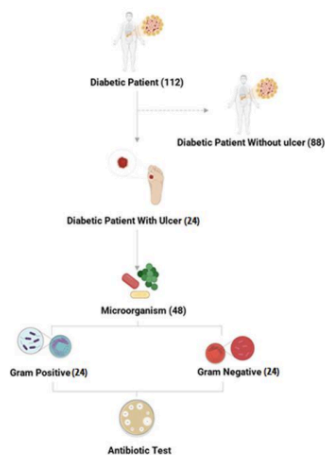 Diabetic Patient (112)
Diabetic Patient Without ulcer (88)
Diabetic Patient With Ulcer (24)
Microorganism (48)
Gram Positive (24)
Gram Negative (24)
Antibiotic Test